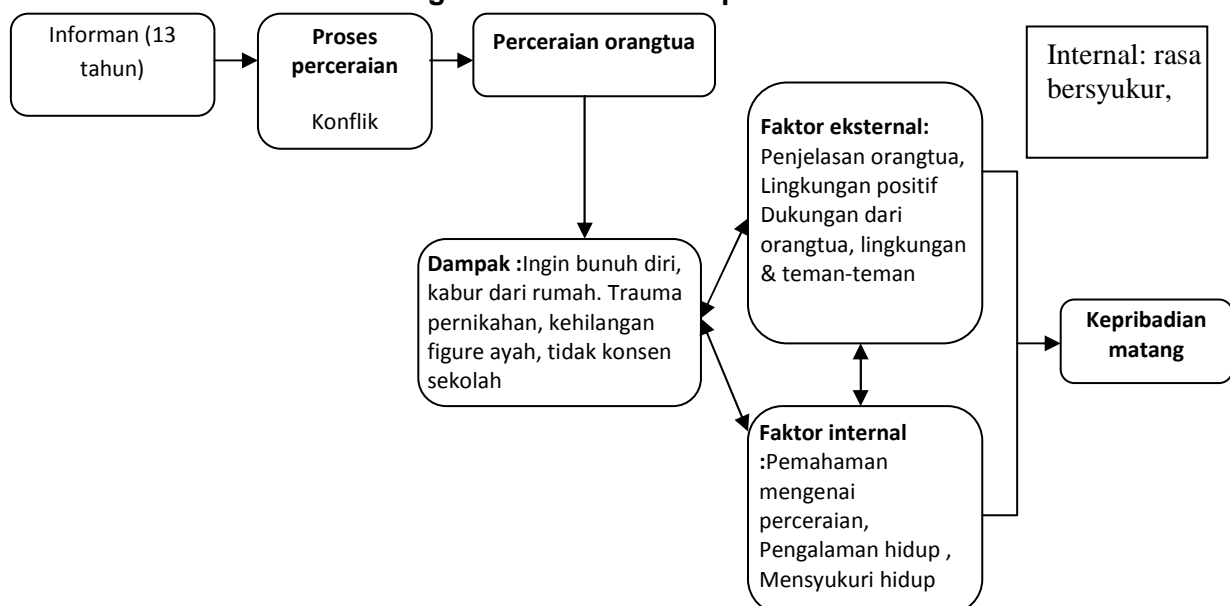 Informan (13
tahun)
Proses
perceraian
Konflik
Perceraian orangtua
Internal: rasa
bersyukur,
Faktor eksternal:
Penjelasan orangtua,
Lingkungan positif
Dukungan dari
orangtua, lingkungan
& teman-teman
Dampak :Ingin bunuh diri,
kabur dari rumah. Trauma
pernikahan, kehilangan
figure ayah, tidak konsen
sekolah
Kepribadian
matang
Faktor internal
:Pemahaman
mengenai
perceraian,
Pengalaman hidup ,
Mensyukuri hidup